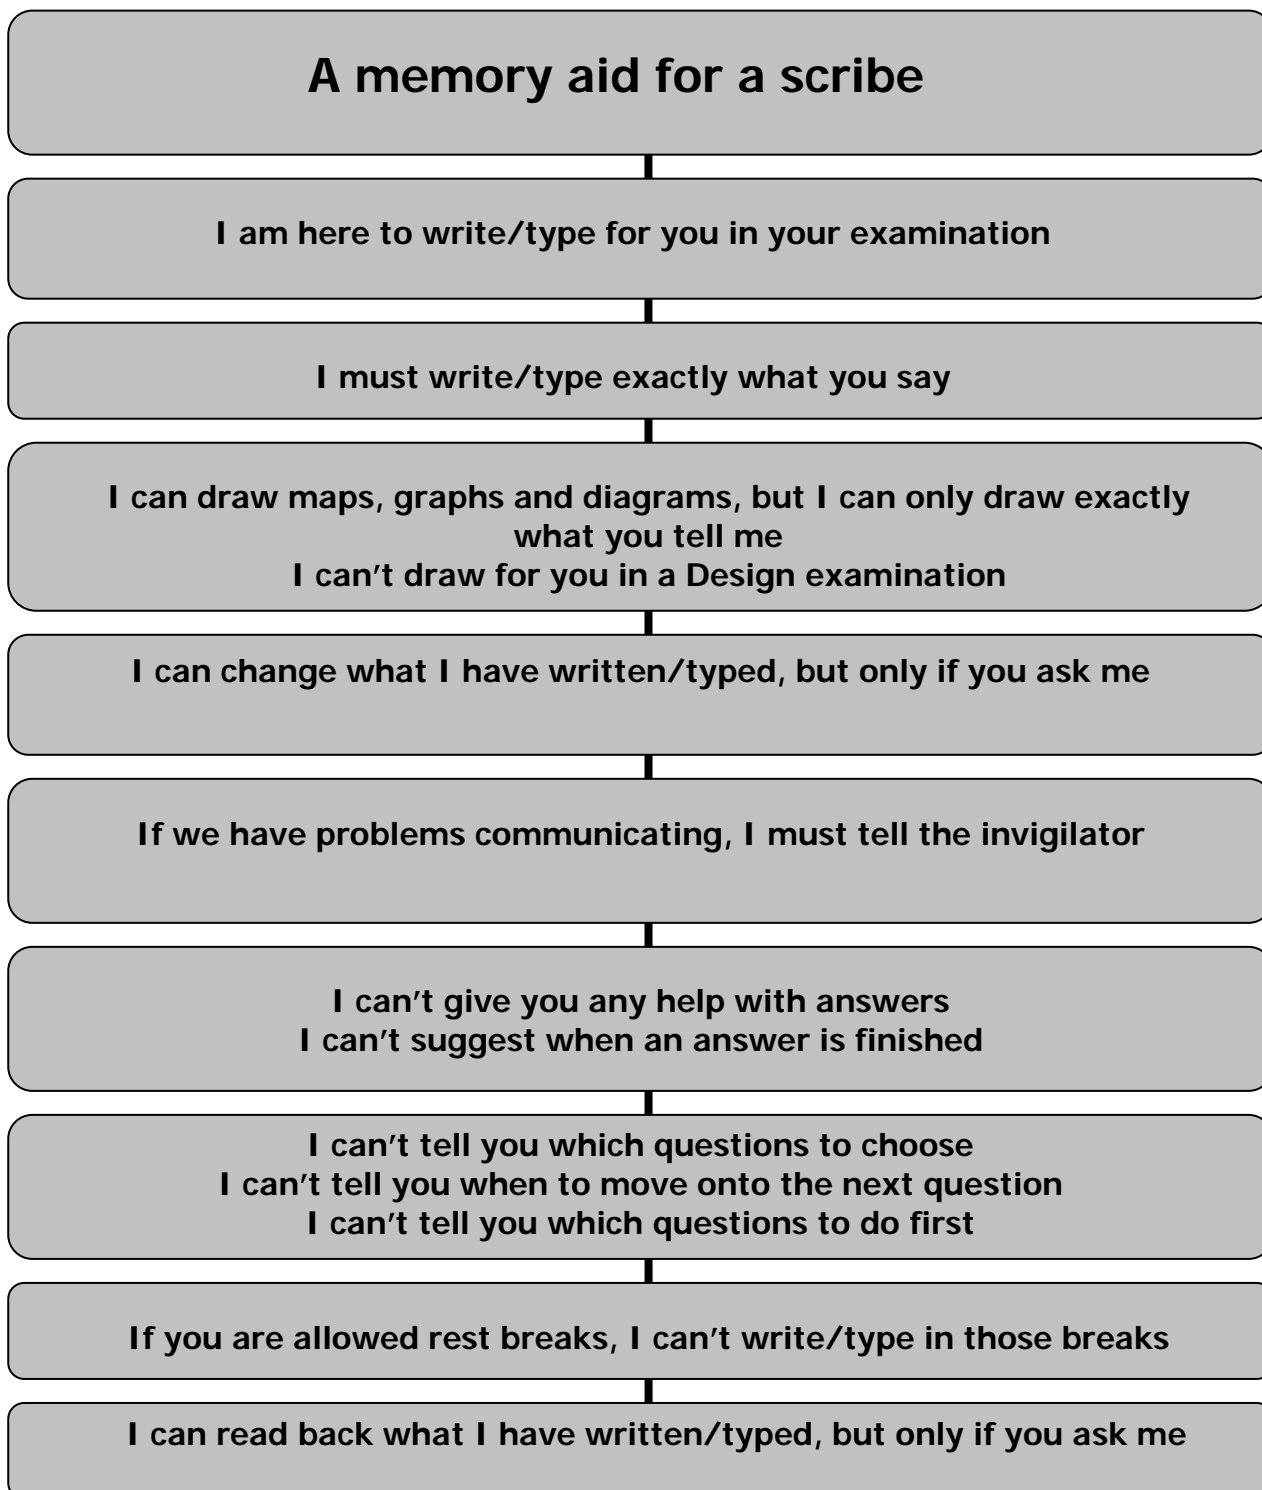 A memory aid for a scribe
I am here to write/type for you in your examination
I must write/type exactly what you say
I can draw maps, graphs and diagrams, but I can only draw exactly
what you tell me
I can't draw for you in a Design examination
I can change what I have written/typed, but only if you ask me
If we have problems communicating, I must tell the invigilator
I can’t give you any help with answers
I can’t suggest when an answer is finished
I can’t tell you which questions to choose
I can’t tell you when to move onto the next question
I can’t tell you which questions to do first
If you are allowed rest breaks, I can’t write/type in those breaks
I can read back what I have written/typed, but only if you ask me